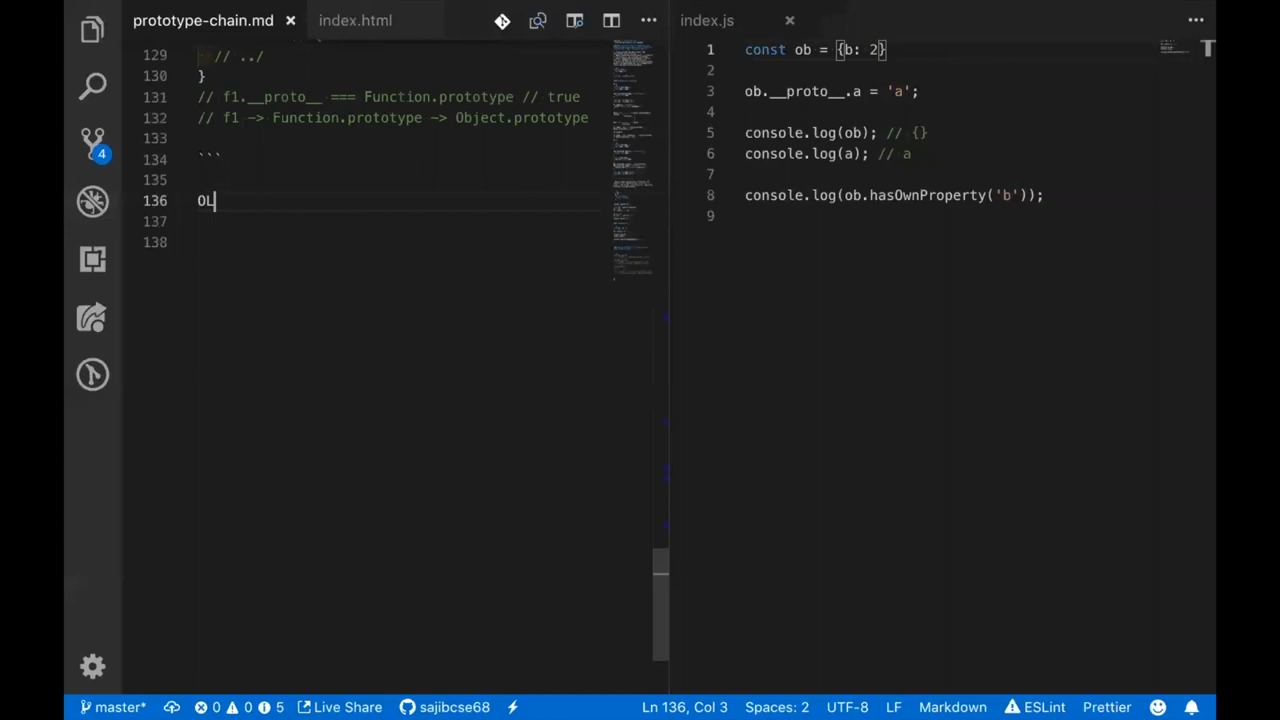 prototype-chain.md
index.html
index.js
129 // ../
130 }
131 // f1.__proto__ === Function.prototype // true
132 // f1 -> Function.prototype -> Object.prototype
133
134 ```
135
136 OL
137
138
1 const ob = {b: 2}
2
3 ob.__proto__.a = 'a';
4
5 console.log(ob); // {}
6 console.log(a); // a
7
8 console.log(ob.hasOwnProperty('b'));
9
4
master* 0 0 5 Live Share sajibcse68 Ln 136, Col 3 Spaces: 2 UTF-8 LF Markdown ESLint Prettier